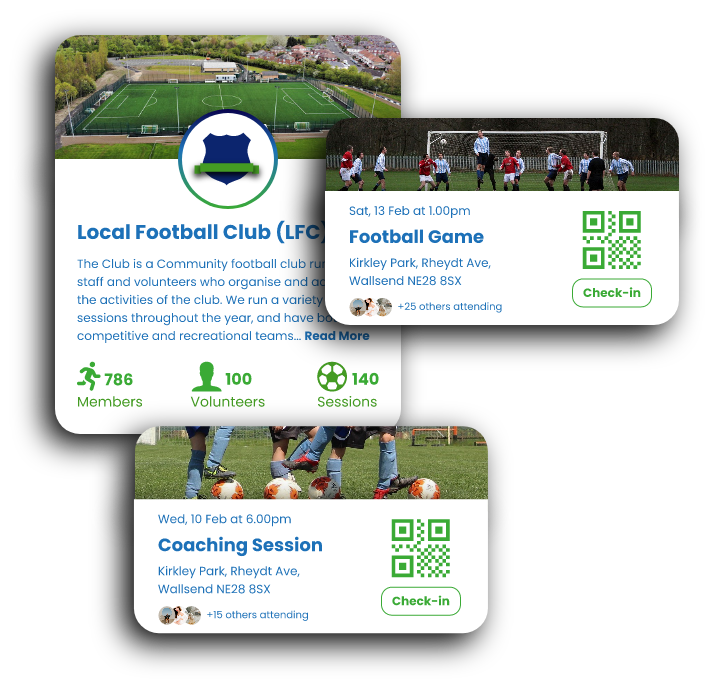 Local Football Club (LFC)
The Club is a Community football club run
staff and volunteers who organise and
the activities of the club. We run a variety
sessions throughout the year, and have
competitive and recreational teams... Read More
786
Members
100
Volunteers
140
Sessions
Sat, 13 Feb at 1.00pm
Football Game
Kirkley Park, Rheydt Ave,
Wallsend NE28 8SX
+25 others attending
Check-in
Wed, 10 Feb at 6.00pm
Coaching Session
Kirkley Park, Rheydt Ave,
Wallsend NE28 8SX
+15 others attending
Check-in